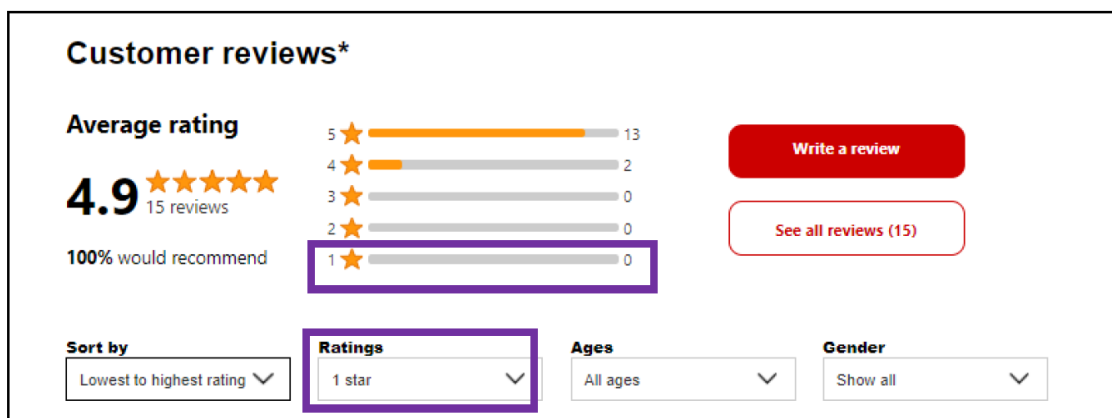 Customer reviews*
Average rating
4.9
15 reviews
100% would recommend
5 13
4 2
3 0
2 0
1 0
Write a review
See all reviews (15)
Sort by
Lowest to highest rating
Ratings
1 star
Ages
All ages
Gender
Show all